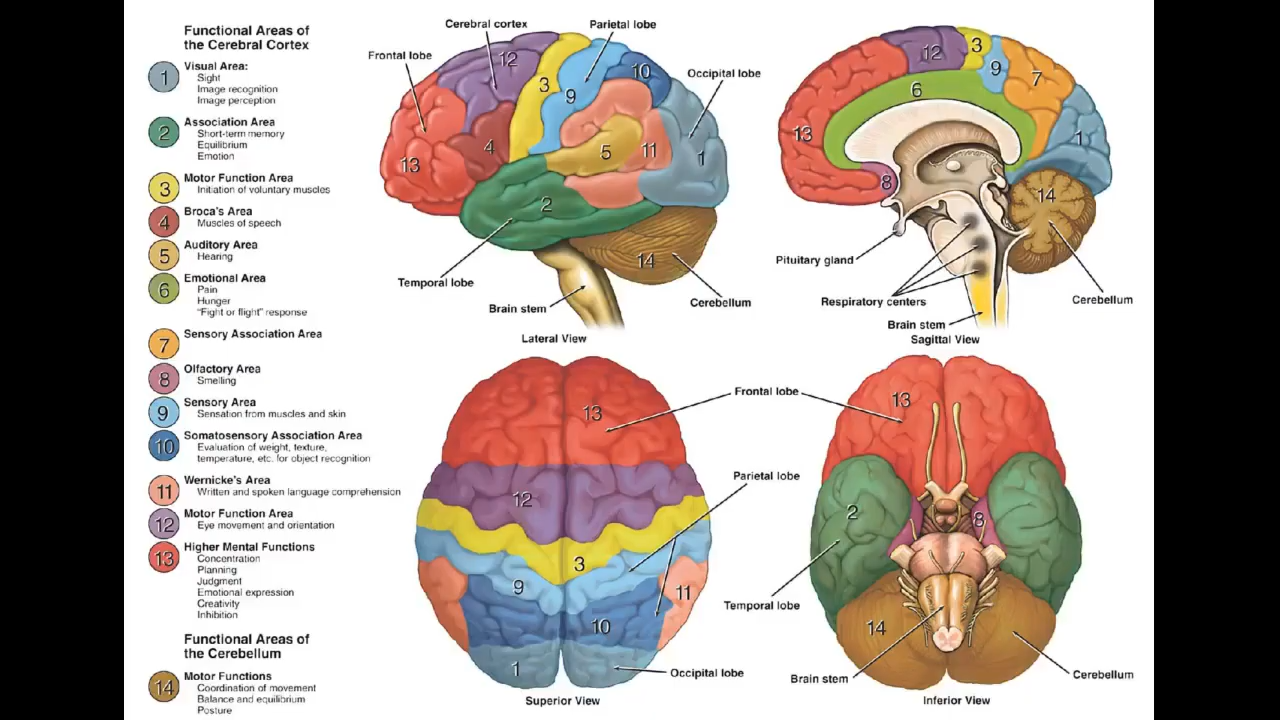 Functional Areas of
the Cerebral Cortex
1
Visual Area:
Sight
Image recognition
Image perception
2
Association Area
Short-term memory
Equilibrium
Emotion
3
Motor Function Area
Initiation of voluntary muscles
4
Broca's Area
Muscles of speech
5
Auditory Area
Hearing
6
Emotional Area
Pain
Hunger
"Fight or flight" response
7
Sensory Association Area
8
Olfactory Area
Smelling
9
Sensory Area
Sensation from muscles and skin
10
Somatosensory Association Area
Evaluation of weight, texture,
temperature, etc. for object recognition
11
Wernicke's Area
Written and spoken language comprehension
12
Motor Function Area
Eye movement and orientation
13
Higher Mental Functions
Concentration
Planning
Judgment
Emotional expression
Creativity
Inhibition
Functional Areas of
the Cerebellum
14
Motor Functions
Coordination of movement
Balance and equilibrium
Posture
Cerebral cortex
Parietal lobe
Frontal lobe
Occipital lobe
12
3
10
9
13
4
5
11
1
2
14
Temporal lobe
Brain stem
Cerebellum
Lateral View
12
3
9
7
6
13
1
8
14
Pituitary gland
Respiratory centers
Cerebellum
Brain stem
Sagittal View
13
12
3
9
11
10
1
Frontal lobe
Parietal lobe
Occipital lobe
Superior View
13
2
8
14
Temporal lobe
Brain stem
Cerebellum
Inferior View